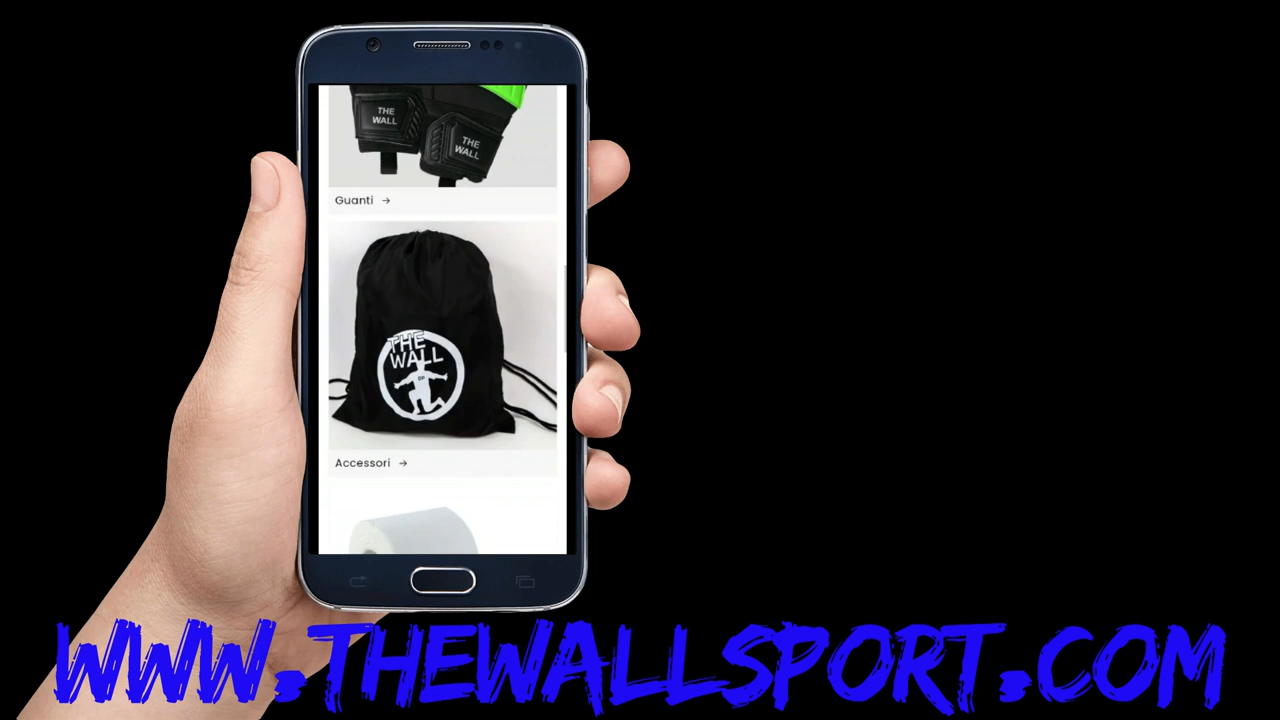 THE
WALL
THE
WALL
Guanti →
THE
WALL
Accessori →
WWW.THEWALLSPORT.COM